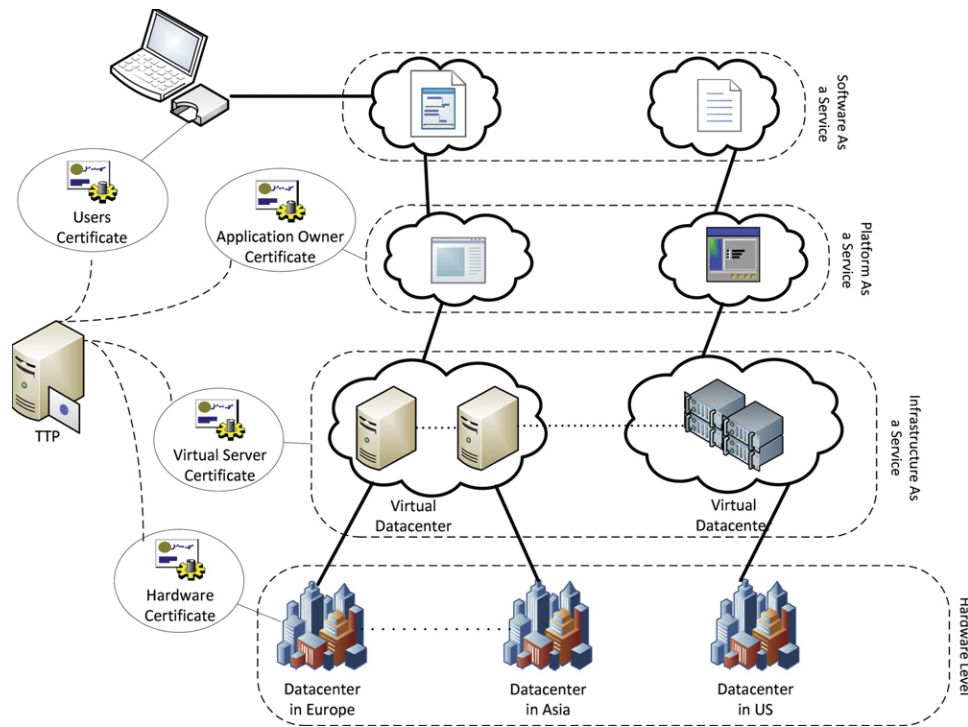 Software As
a Service
Users
Certificate
Application Owner
Certificate
Platform As
a Service
TTP
Virtual Server
Certificate
Virtual
Datacenter
Virtual
Datacenter
Infrastructure As
a Service
Hardware
Certificate
Datacenter
in Europe
Datacenter
in Asia
Datacenter
in US
Hardware Level